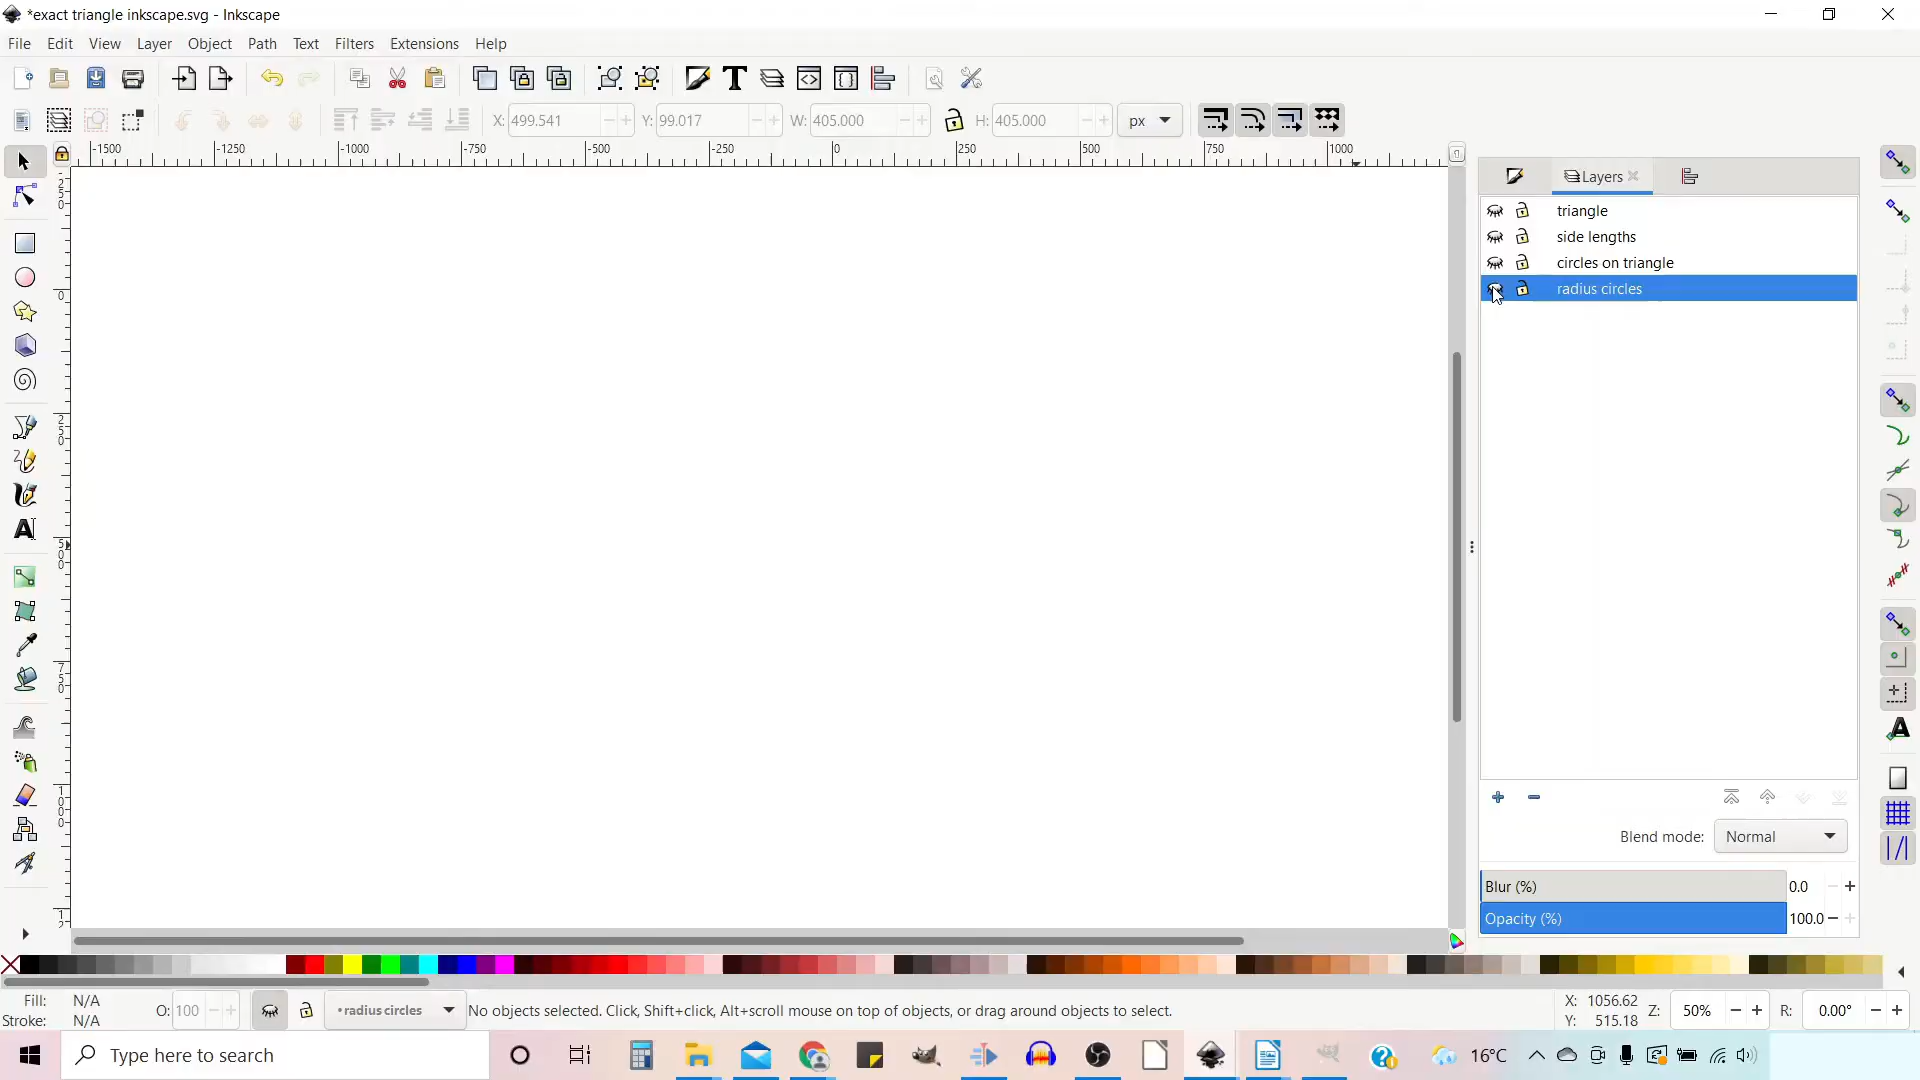 *exact triangle inkscape.svg - Inkscape
File Edit View Layer Object Path Text Filters Extensions Help
X: 499.541 Y: 99.017 W: 405.000 H: 405.000 px
-1500 -1250 -1000 -750 -500 -250 0 250 500 750 1000
Layers
triangle
side lengths
circles on triangle
radius circles
Blend mode: Normal
Blur (%) 0.0
Opacity (%) 100.0
Fill: N/A
Stroke: N/A
O: 100
•radius circles
No objects selected. Click, Shift+click, Alt+scroll mouse on top of objects, or drag around objects to select.
X: 1056.62
Y: 515.18
Z: 50%
R: 0.00°
Type here to search
16°C